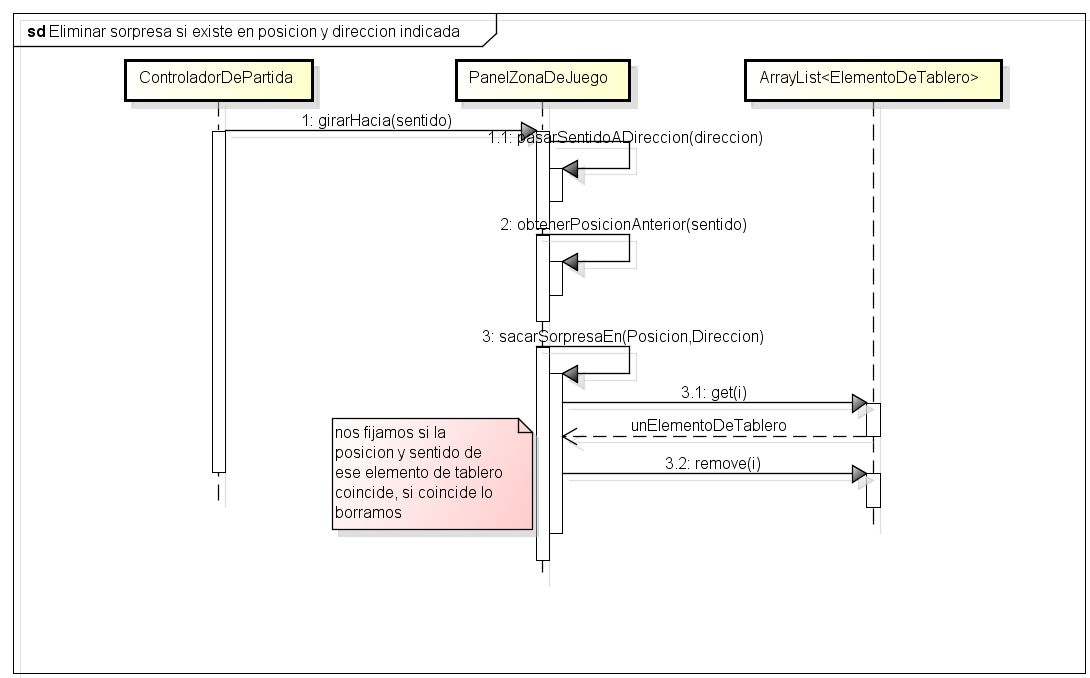 sd Eliminar sorpresa si existe en posicion y direccion indicada
ControladorDePartida
PanelZonaDeJuego
ArrayList<ElementoDeTablero>
1: girarHacia(sentido)
1.1: pasarSentidoADireccion(direccion)
2: obtenerPosicionAnterior(sentido)
3: sacarSorpresaEn(Posicion,Direccion)
3.1: get(i)
unElementoDeTablero
3.2: remove(i)
nos fijamos si la
posicion y sentido de
ese elemento de tablero
coincide, si coincide lo
borramos